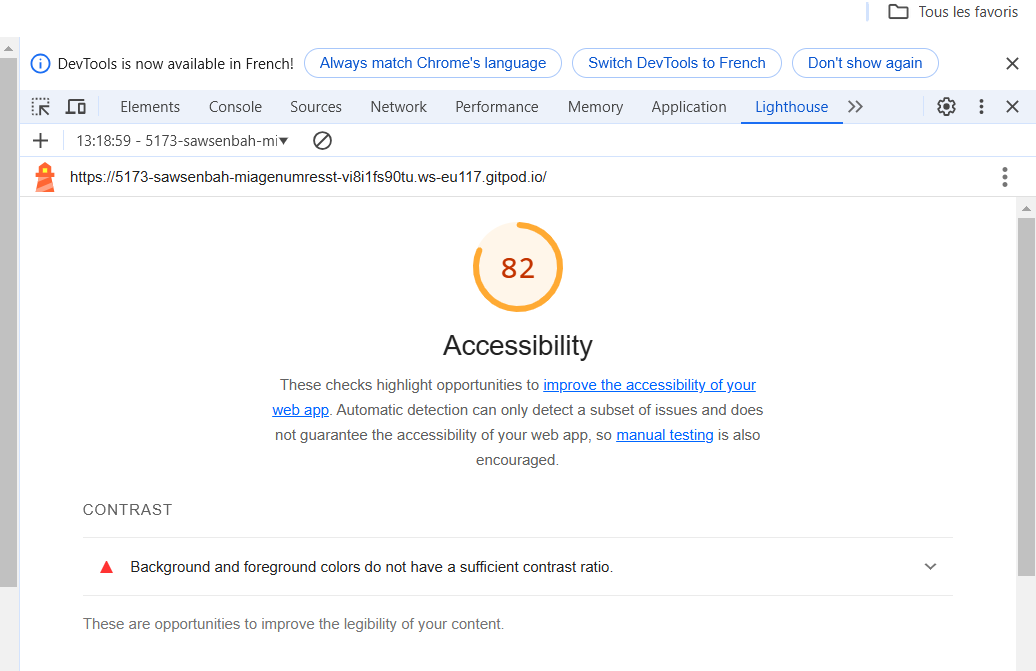 Tous les favoris
DevTools is now available in French! Always match Chrome's language Switch DevTools to French Don't show again
Elements Console Sources Network Performance Memory Application Lighthouse
13:18:59 - 5173-sawsenbah-mi
https://5173-sawsenbah-miagenumresst-vi8i1fs90tu.ws-eu117.gitpod.io/
82
Accessibility
These checks highlight opportunities to improve the accessibility of your
web app. Automatic detection can only detect a subset of issues and does
not guarantee the accessibility of your web app, so manual testing is also
encouraged.
CONTRAST
Background and foreground colors do not have a sufficient contrast ratio.
These are opportunities to improve the legibility of your content.